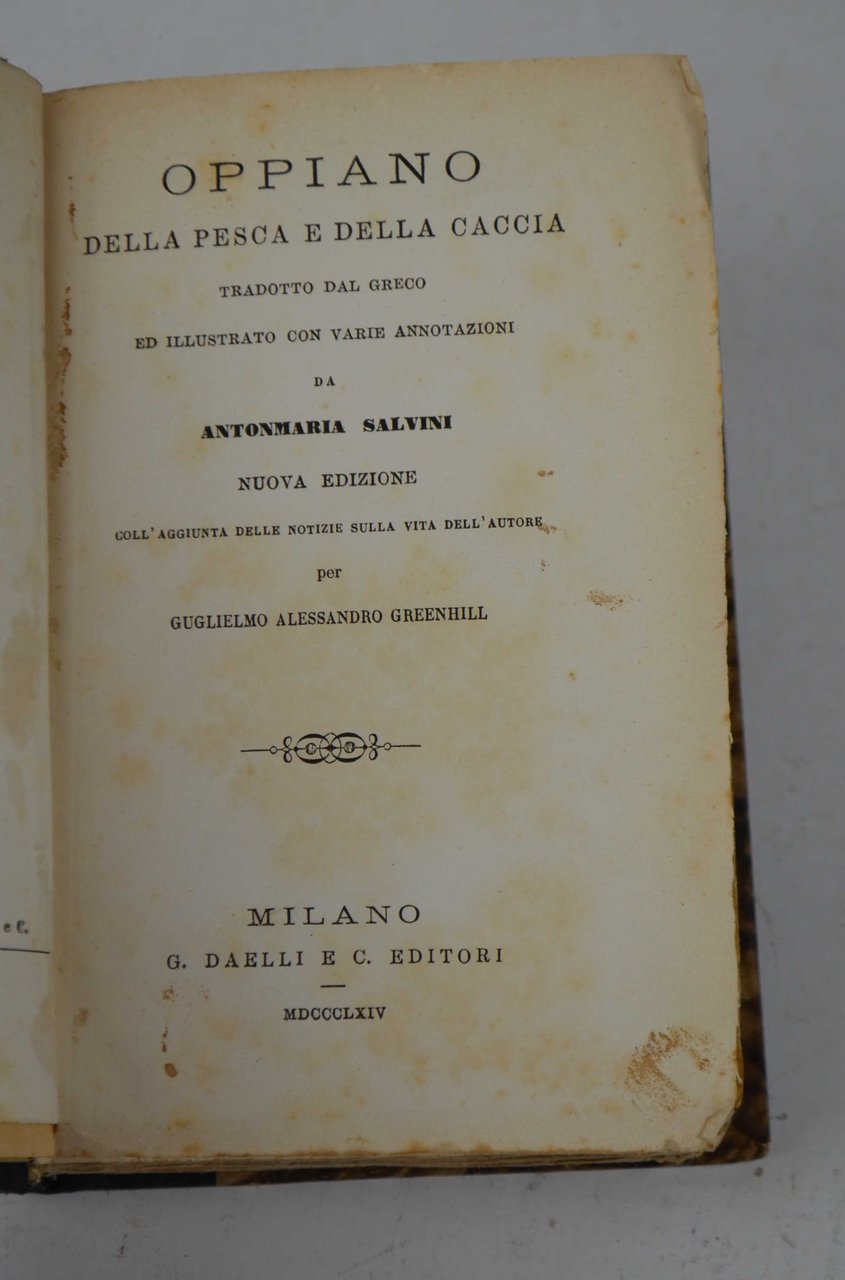 OPPIANO
DELLA PESCA E DELLA CACCIA
TRADOTTO DAL GRECO
ED ILLUSTRATO CON VARIE ANNOTAZIONI
DA
ANTONMARIA SALVINI
NUOVA EDIZIONE
COLL'AGGIUNTA DELLE NOTIZIE SULLA VITA DELL'AUTORE
per
GUGLIELMO ALESSANDRO GREENHILL
MILANO
G. DAELLI E C. EDITORI
MDCCCLXIV
e C.